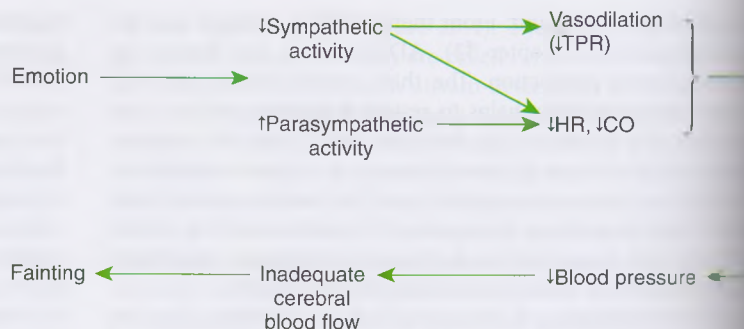 ↓Sympathetic
activity
Vasodilation
(↓TPR)
Emotion
↑Parasympathetic
activity
↓HR, ↓CO
Fainting
Inadequate
cerebral
blood flow
↓Blood pressure